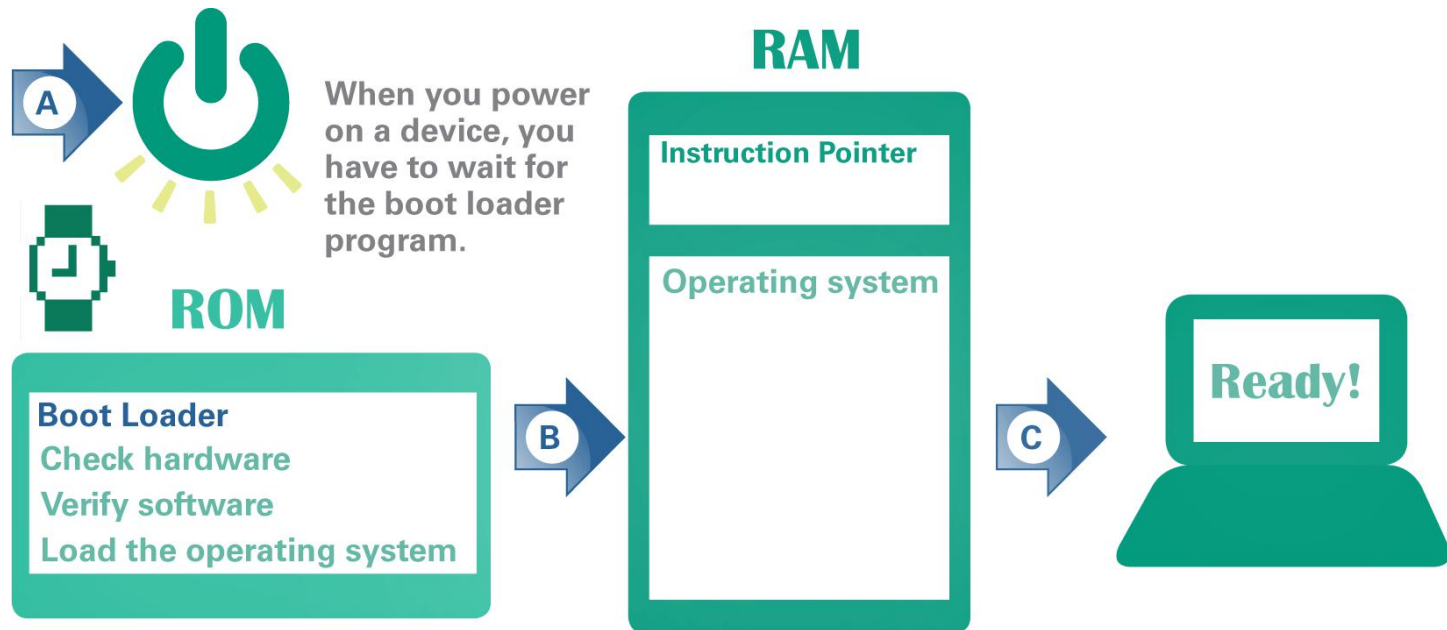 A
When you power
on a device, you
have to wait for
the boot loader
program.
ROM
Boot Loader
Check hardware
Verify software
Load the operating system
B
RAM
Instruction Pointer
Operating system
C
Ready!